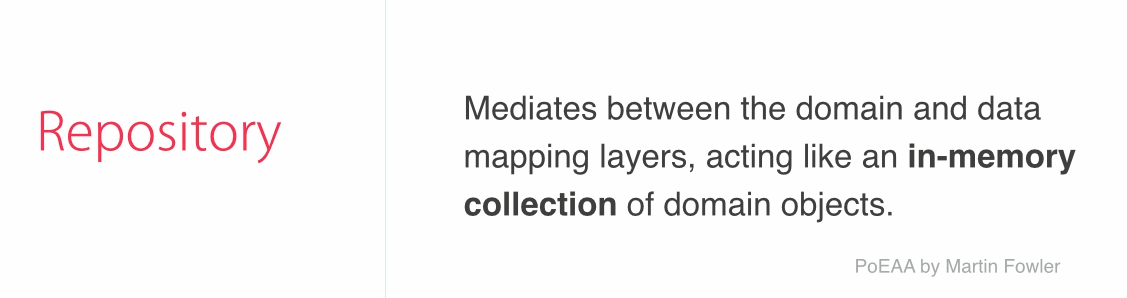 Repository
Mediates between the domain and data
mapping layers, acting like an in-memory
collection of domain objects.
PoEAA by Martin Fowler